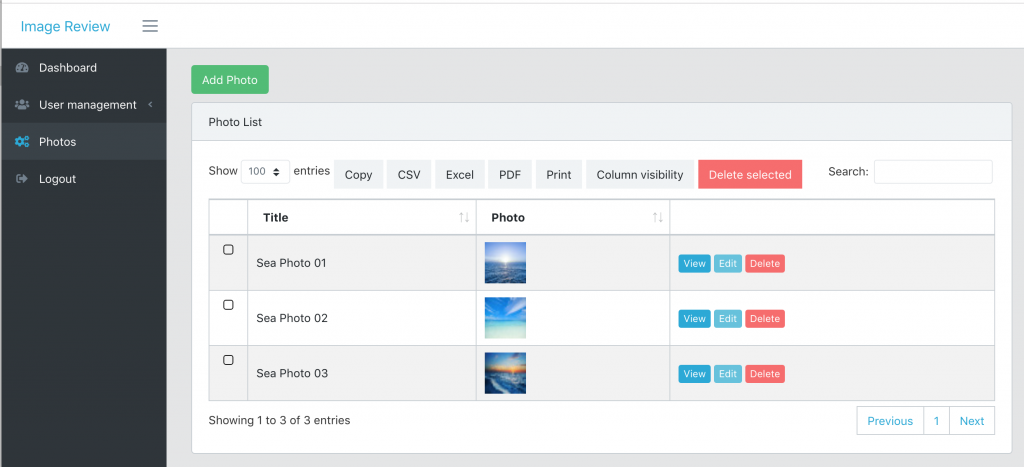 Image Review
Dashboard
User management
Photos
Logout
Add Photo
Photo List
Show 100 entries Copy CSV Excel PDF Print Column visibility Delete selected Search:
Title Photo
Sea Photo 01 View Edit Delete
Sea Photo 02 View Edit Delete
Sea Photo 03 View Edit Delete
Showing 1 to 3 of 3 entries Previous 1 Next